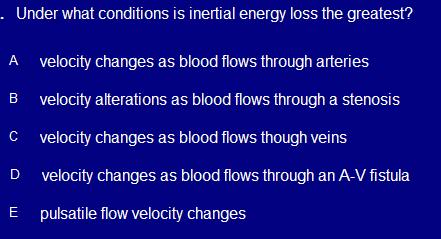 . Under what conditions is inertial energy loss the greatest?
A velocity changes as blood flows through arteries
B velocity alterations as blood flows through a stenosis
C velocity changes as blood flows though veins
D velocity changes as blood flows through an A-V fistula
E pulsatile flow velocity changes